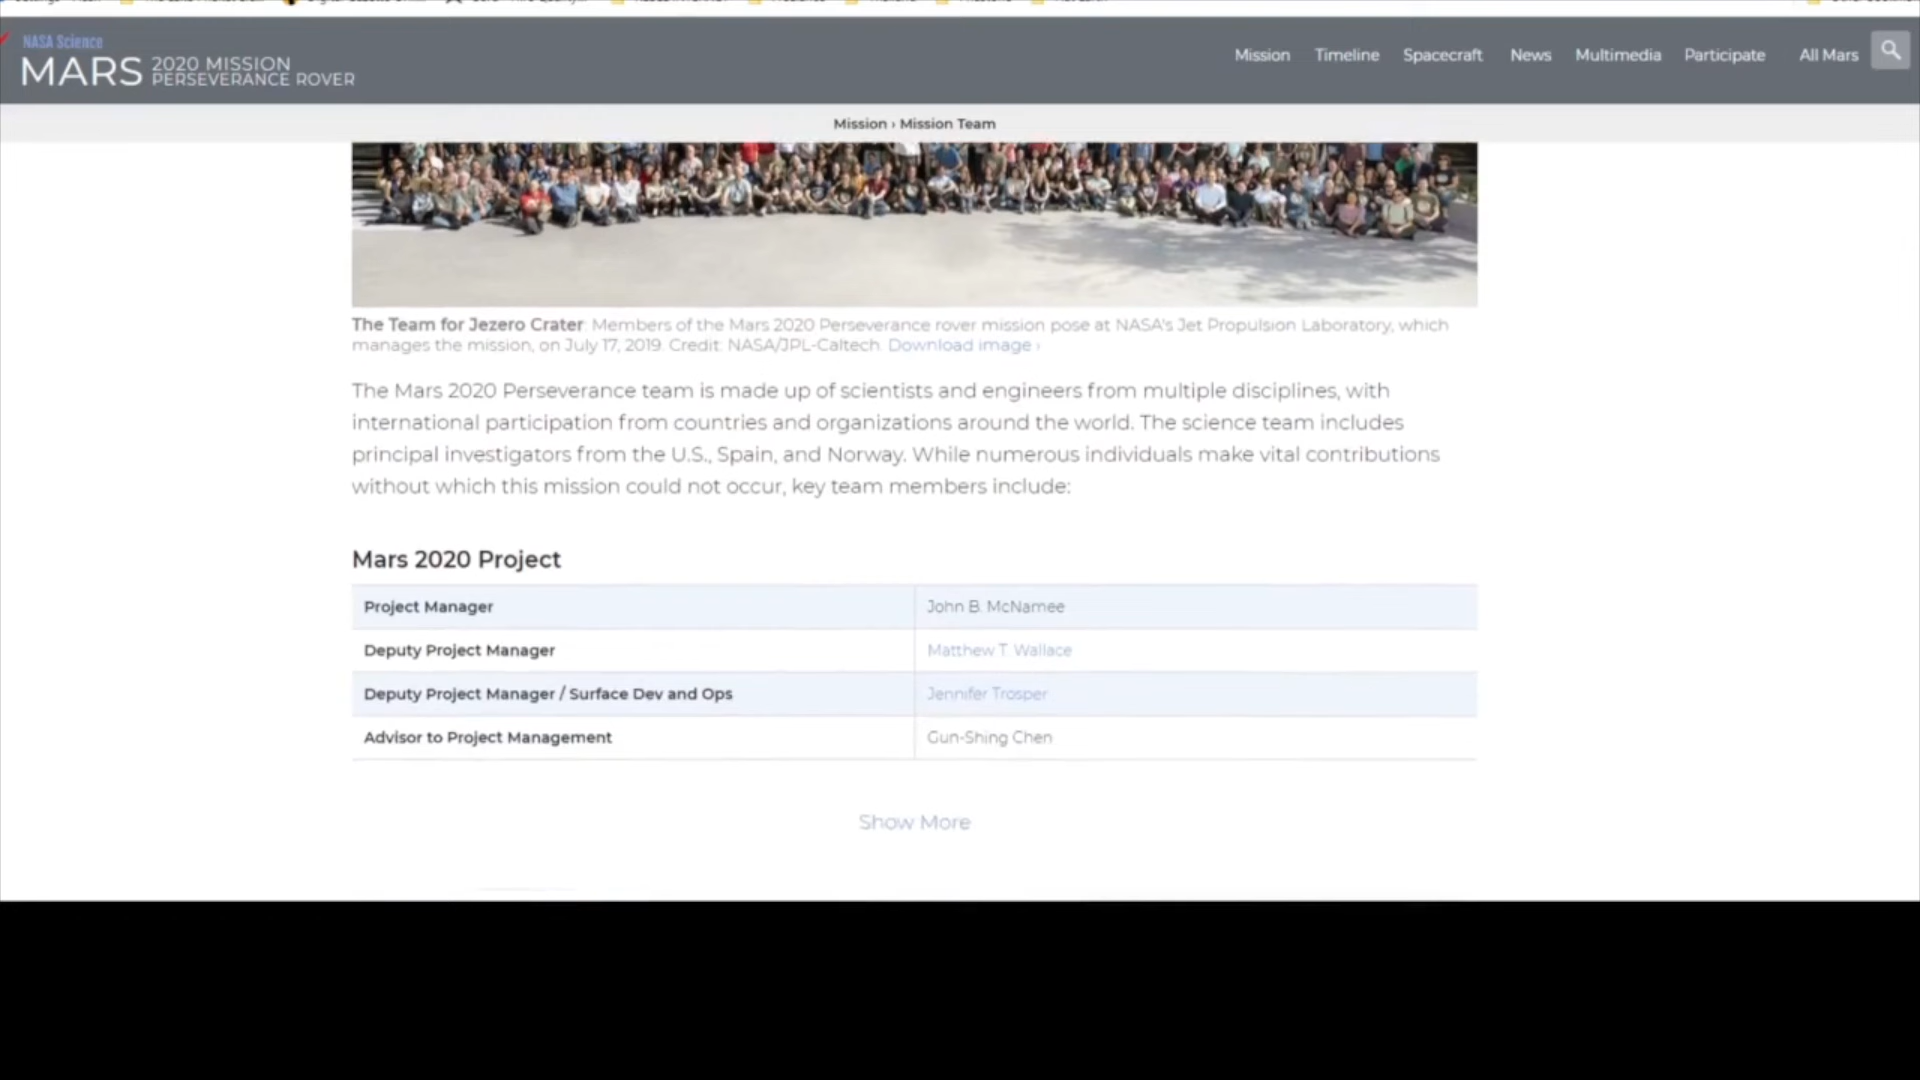 NASA Science
MARS 2020 MISSION
PERSEVERANCE ROVER
Mission Timeline Spacecraft News Multimedia Participate All Mars
Mission › Mission Team
The Team for Jezero Crater: Members of the Mars 2020 Perseverance rover mission pose at NASA's Jet Propulsion Laboratory, which
manages the mission, on July 17, 2019. Credit: NASA/JPL-Caltech. Download image ›
The Mars 2020 Perseverance team is made up of scientists and engineers from multiple disciplines, with
international participation from countries and organizations around the world. The science team includes
principal investigators from the U.S., Spain, and Norway. While numerous individuals make vital contributions
without which this mission could not occur, key team members include:
Mars 2020 Project
Project Manager John B. McNamee
Deputy Project Manager Matthew T. Wallace
Deputy Project Manager / Surface Dev and Ops Jennifer Trosper
Advisor to Project Management Gun-Shing Chen
Show More